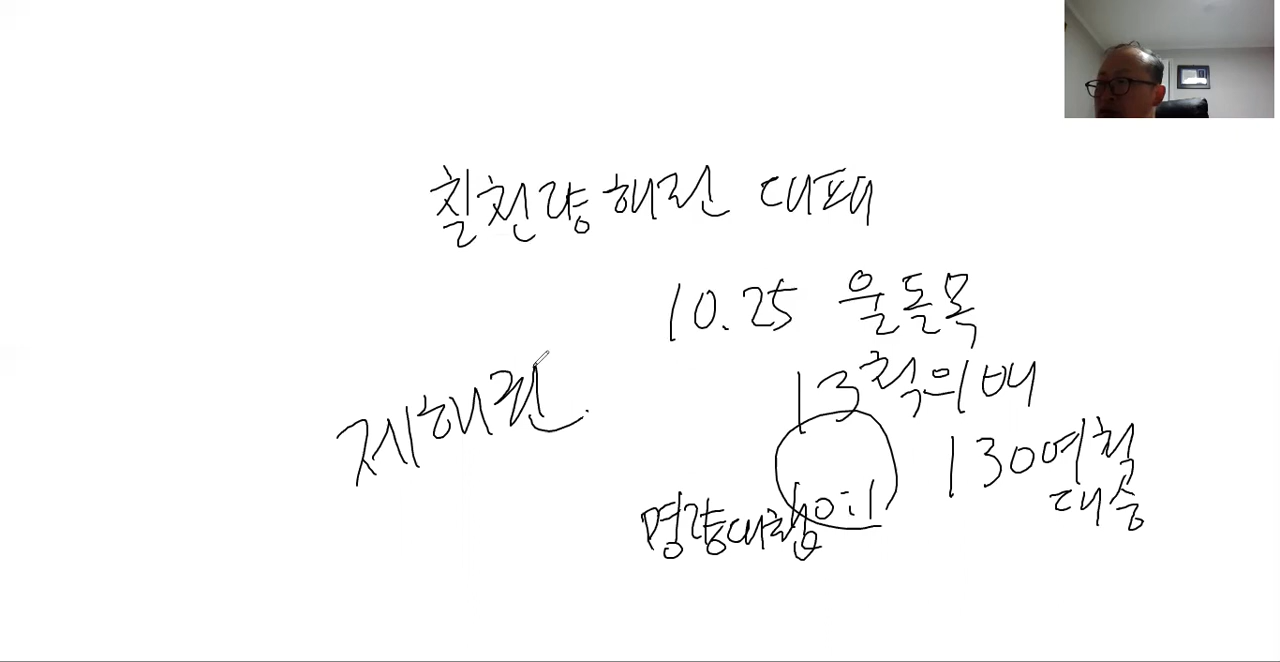 칠천량해전 대패
10.25 울돌목
13척의 배
제해권.
130여척
대승
10:1
명량대첩